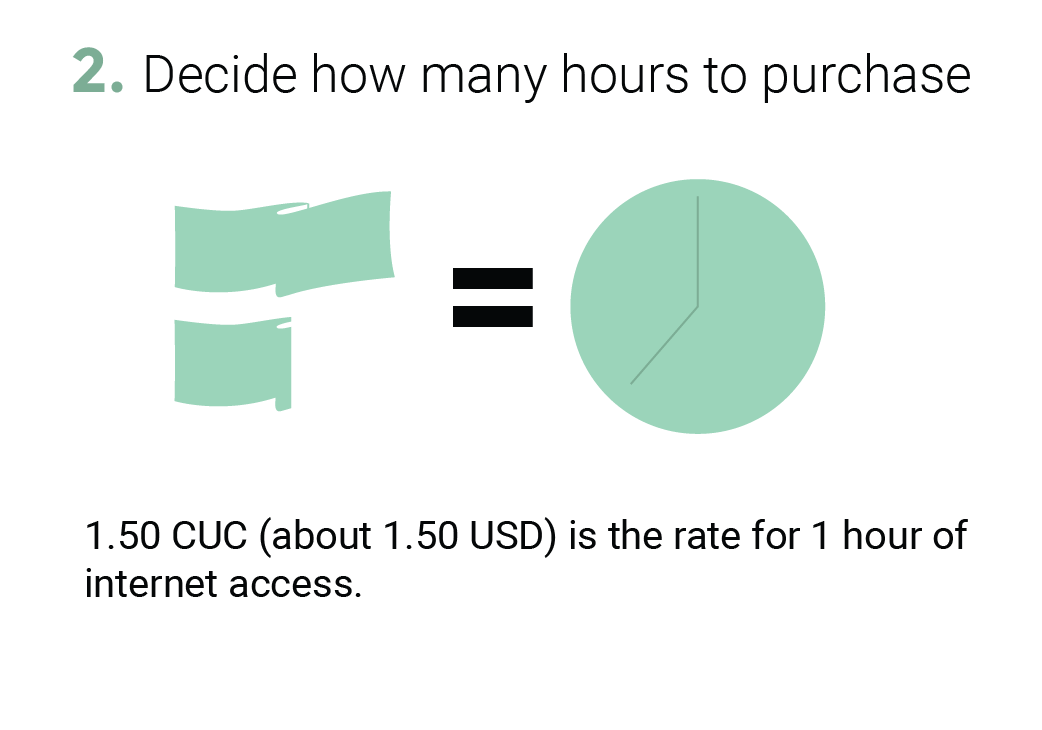 2. Decide how many hours to purchase
1.50 CUC (about 1.50 USD) is the rate for 1 hour of
internet access.